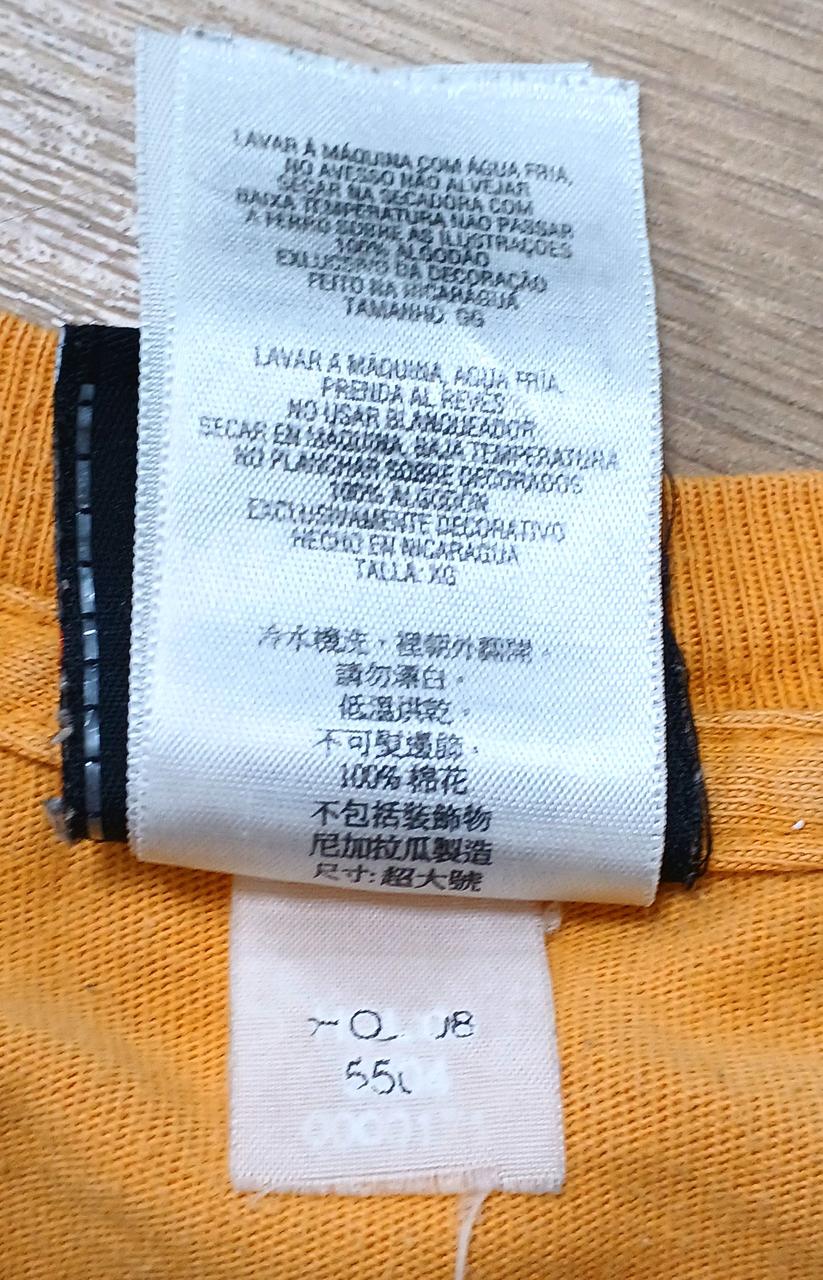 LAVAR À MÁQUINA COM ÁGUA FRIA,
NO AVESSO NÃO ALVEJAR
SECAR NA SECADORA COM
BAIXA TEMPERATURA NÃO PASSAR
A FERRO SOBRE AS ILUSTRAÇÕES
100% ALGODÃO
EXLUSSIVO DA DECORAÇÃO
FEITO NA NICARÁGUA
TAMANHO: GG
LAVAR A MÁQUINA, AGUA FRÍA,
PRENDA AL REVÉS
NO USAR BLANQUEADOR
SECAR EN MÁQUINA, BAJA TEMPERATURA
NO PLANCHAR SOBRE DECORADOS
100% ALGODÓN
EXCLUSIVAMENTE DECORATIVO
HECHO EN NICARAGUA
TALLA: XG
冷水機洗，裡朝外翻開。
請勿漂白。
低溫烘乾。
不可熨邊飾。
100% 棉花
不包括裝飾物
尼加拉瓜製造
尺寸: 超大號
08